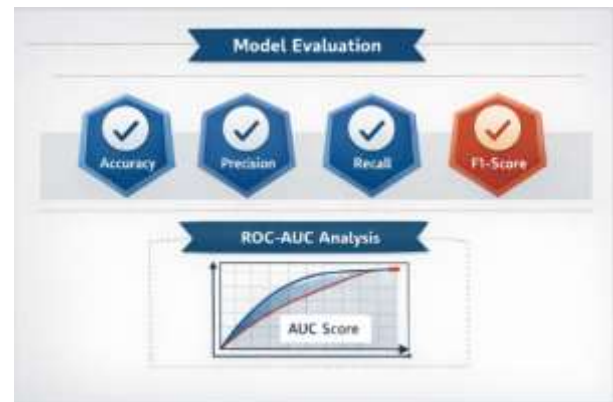 Model Evaluation
Accuracy
Precision
Recall
F1-Score
ROC-AUC Analysis
AUC Score